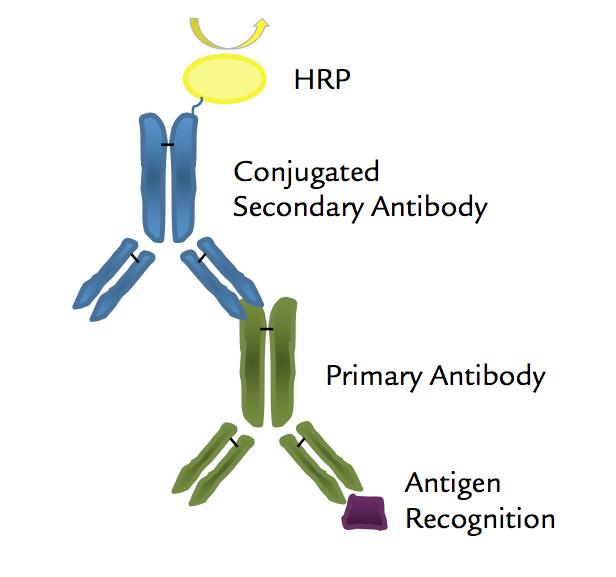 HRP
Conjugated
Secondary Antibody
Primary Antibody
Antigen
Recognition